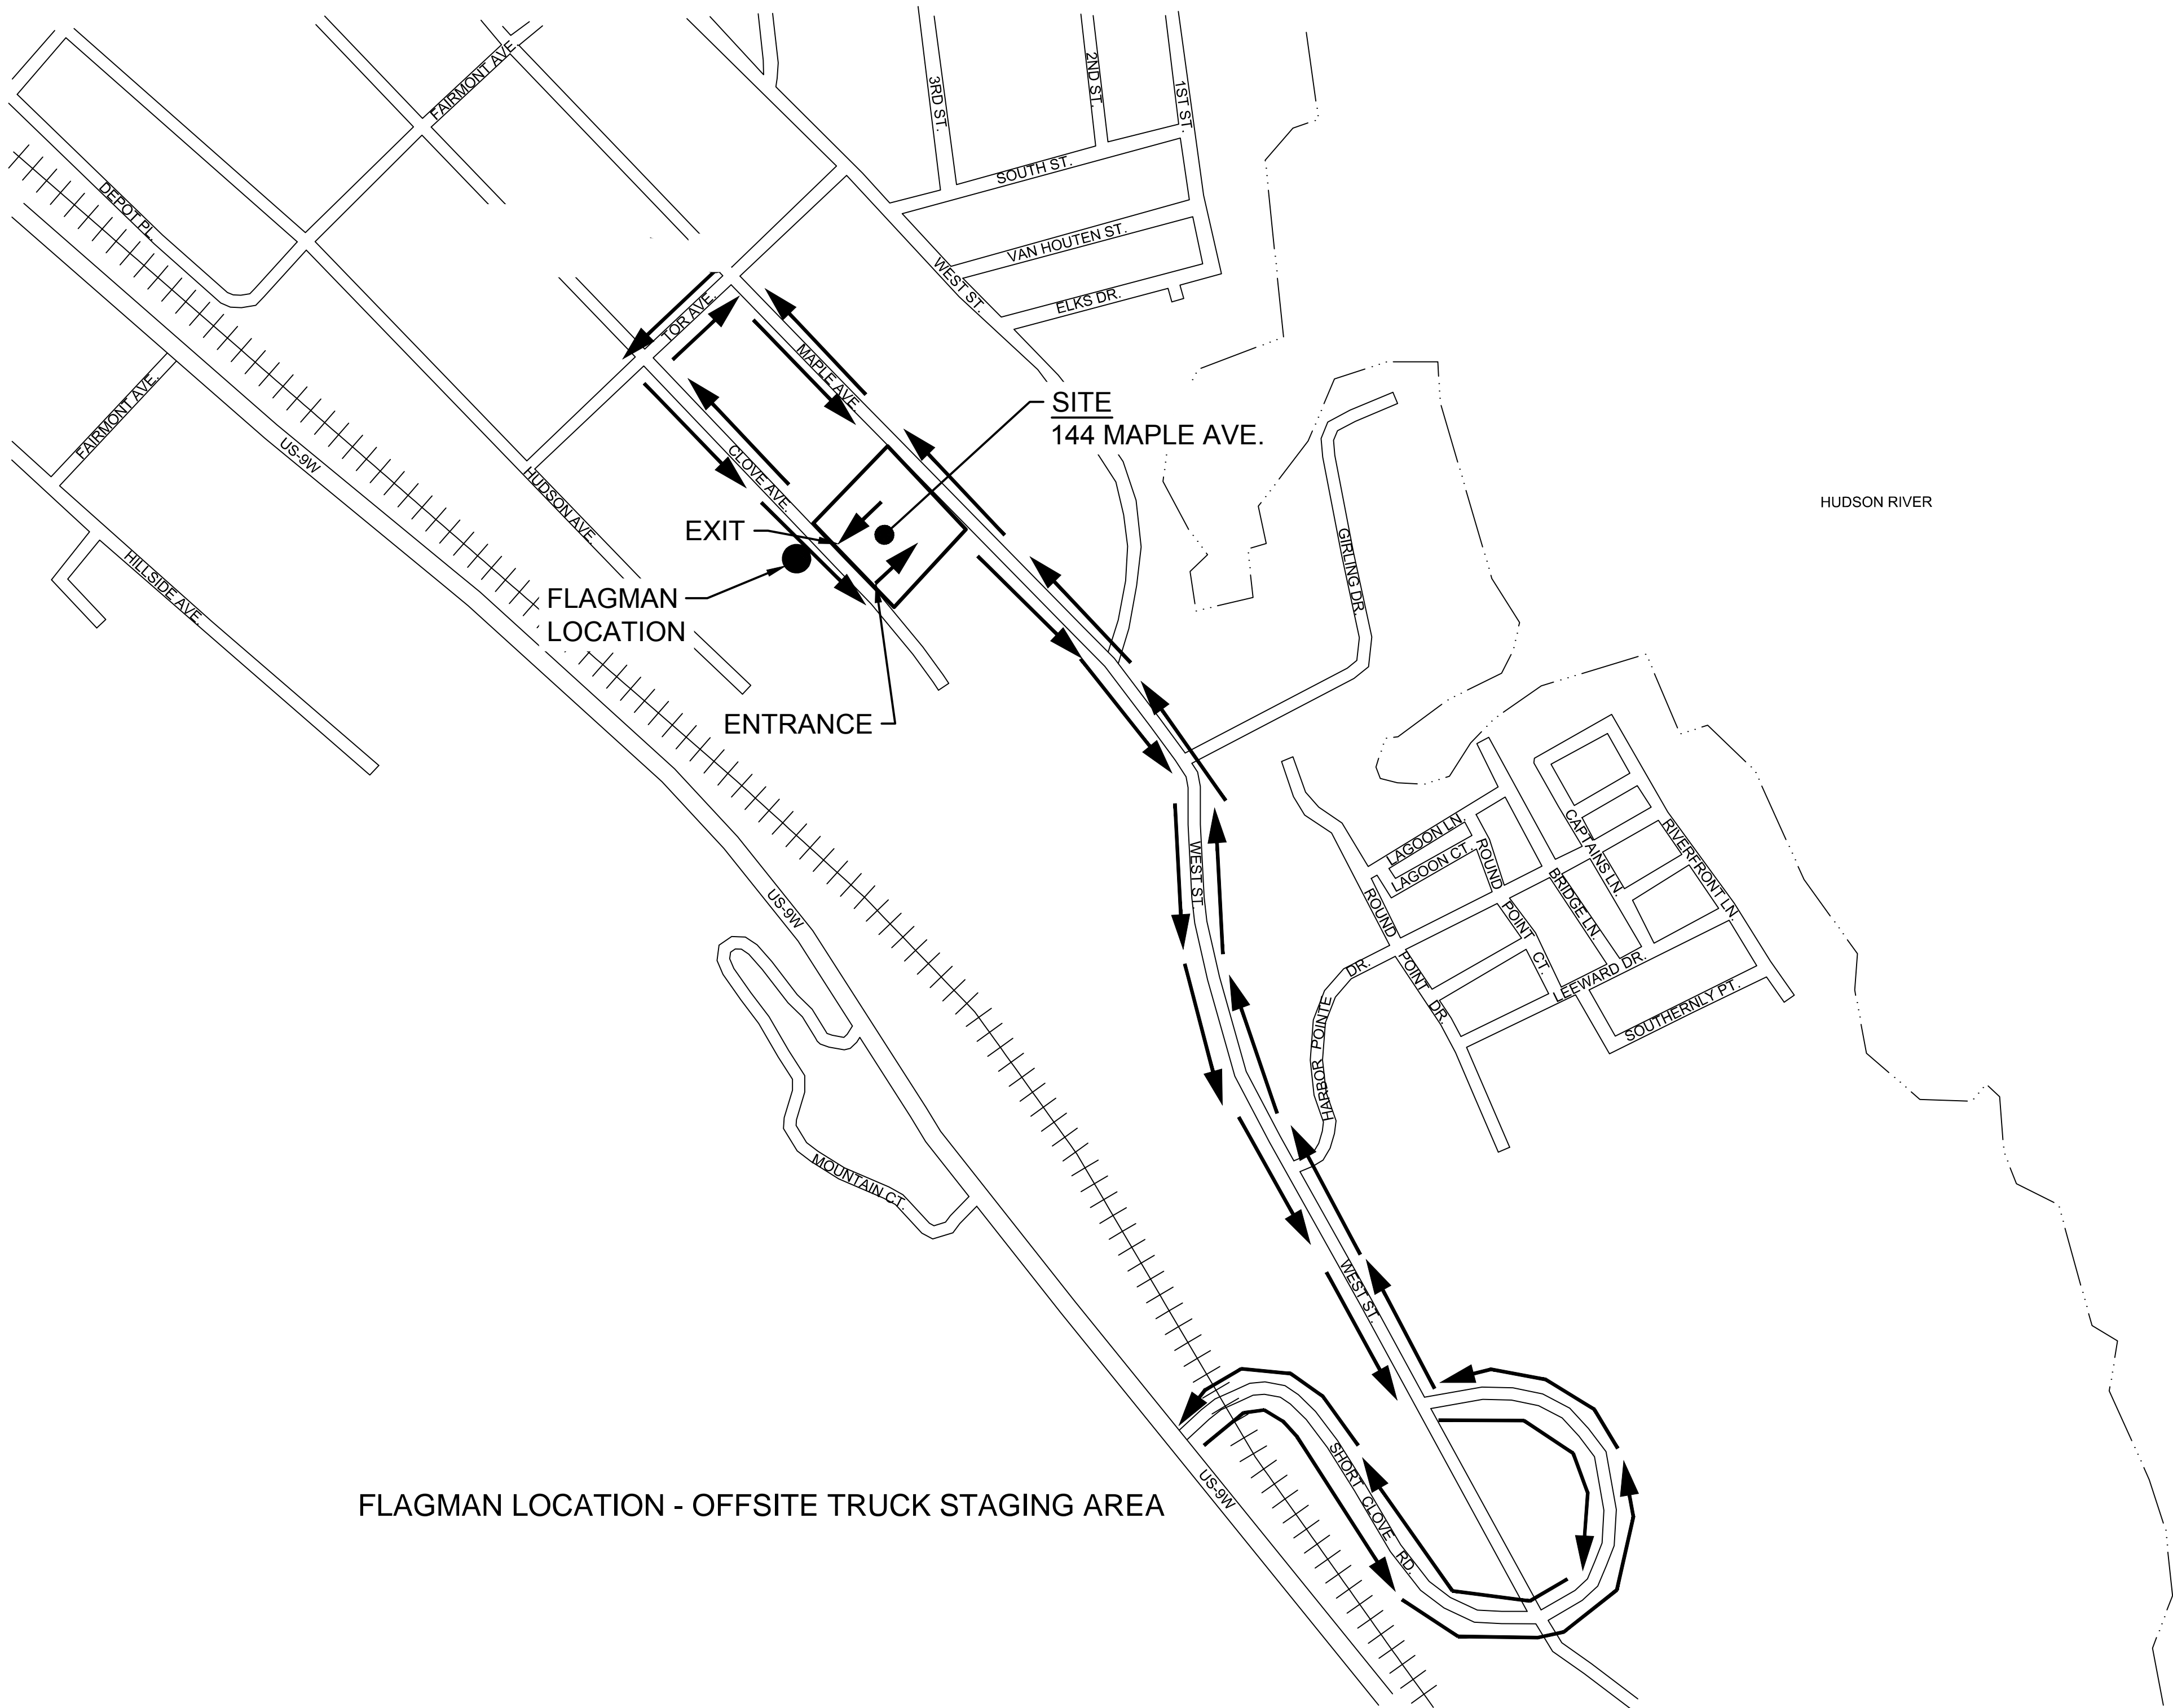 FAIRMONT AVE
3RD ST.
2ND ST.
1ST ST.
SOUTH ST.
DEPOT PL.
VAN HOUTEN ST.
WEST ST.
ELKS DR.
TOR AVE.
MAPLE AVE.
FAIRMONT AVE.
SITE
144 MAPLE AVE.
US-9W
CLOVE AVE.
HUDSON AVE.
HUDSON RIVER
EXIT
GIRLING DR.
HILLSIDE AVE.
FLAGMAN
LOCATION
ENTRANCE
LAGOON LN.
LAGOON CT.
ROUND POINT CT.
CAPTAINS LN.
RIVERFRONT LN.
WEST ST.
BRIDGE LN.
ROUND POINT DR.
US-9W
HARBOR POINTE DR.
LEEWARD DR.
SOUTHERNLY PT.
MOUNTAIN CT.
WEST ST.
SHORT CLOVE RD.
US-9W
FLAGMAN LOCATION - OFFSITE TRUCK STAGING AREA